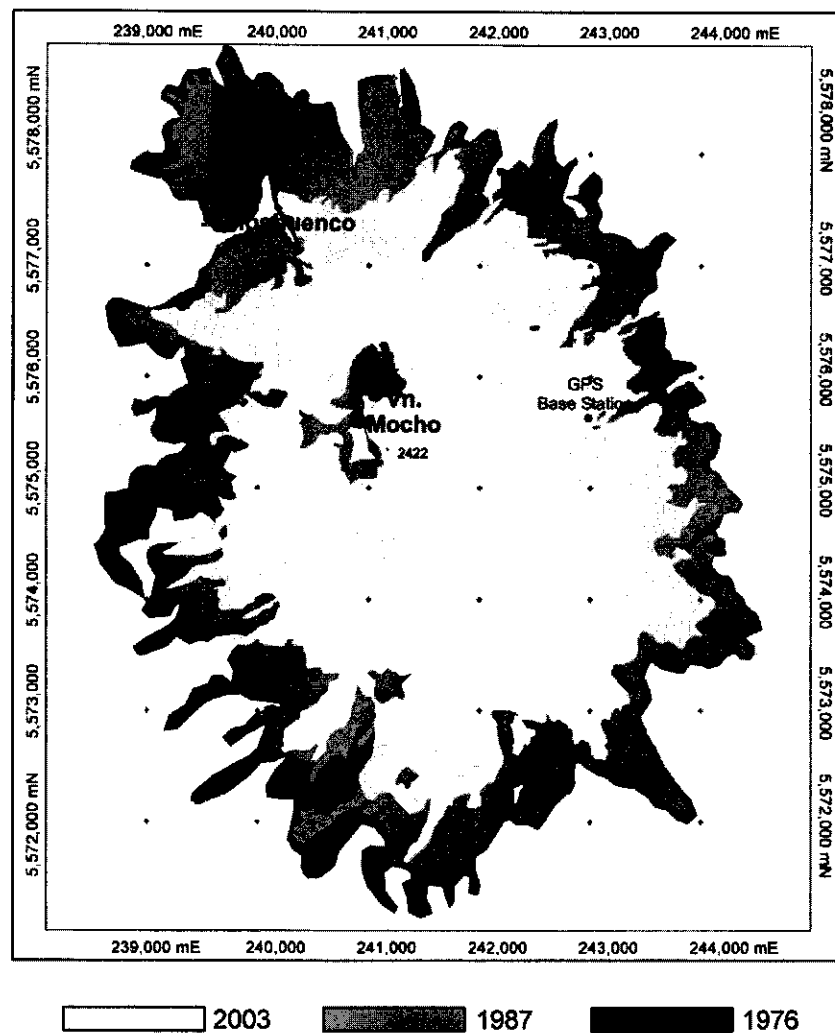 239,000 mE 240,000 241,000 242,000 243,000 244,000 mE
5,578,000 mN
5,577,000
5,576,000
5,575,000
5,574,000
5,573,000
5,572,000 mN
5,578,000 mN
5,577,000
5,576,000
5,575,000
5,574,000
5,573,000
5,572,000 mN
GPS
Base Station
Vn.
Mocho
2422
239,000 mE 240,000 241,000 242,000 243,000 244,000 mE
2003 1987 1976